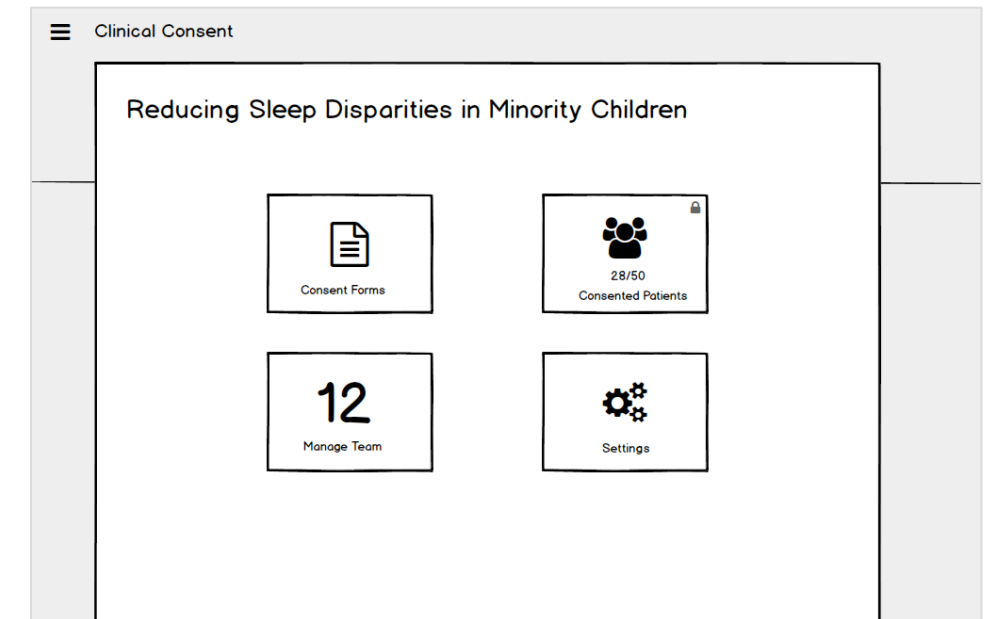 Clinical Consent
Reducing Sleep Disparities in Minority Children
Consent Forms
28/50
Consented Patients
12
Manage Team
Settings